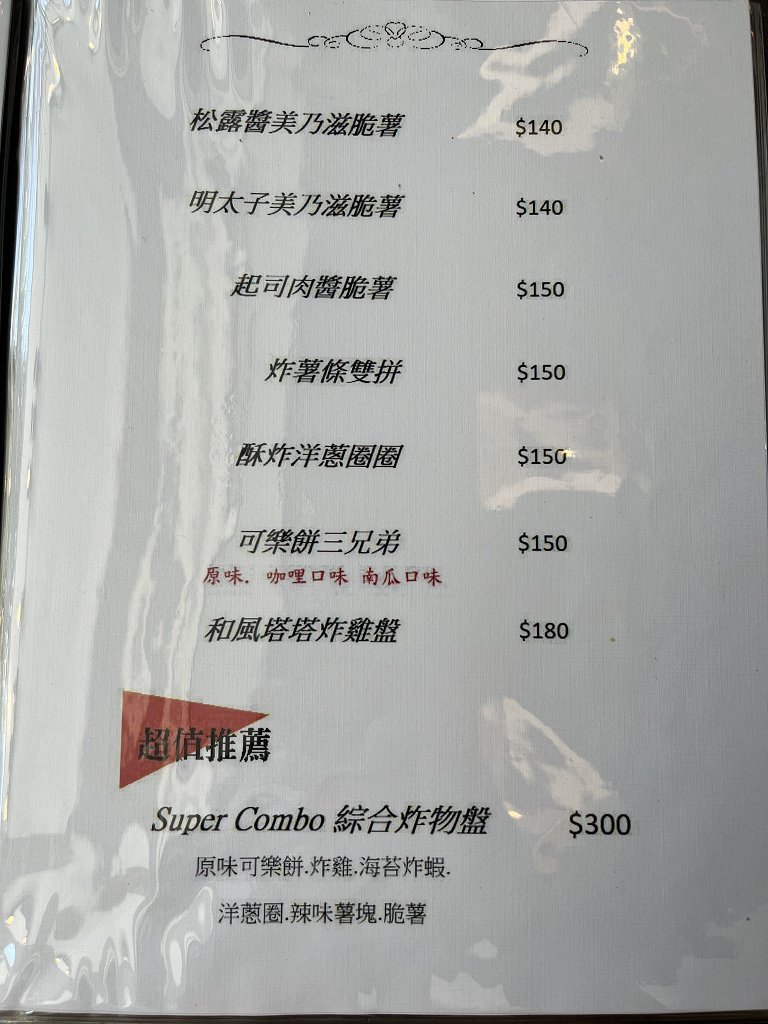 松露醬美乃滋脆薯 $140
明太子美乃滋脆薯 $140
起司肉醬脆薯 $150
炸薯條雙拼 $150
酥炸洋蔥圈圈 $150
可樂餅三兄弟 $150
原味. 咖哩口味 南瓜口味
和風塔塔炸雞盤 $180
超值推薦
Super Combo 綜合炸物盤 $300
原味可樂餅.炸雞.海苔炸蝦.
洋蔥圈.辣味薯塊.脆薯